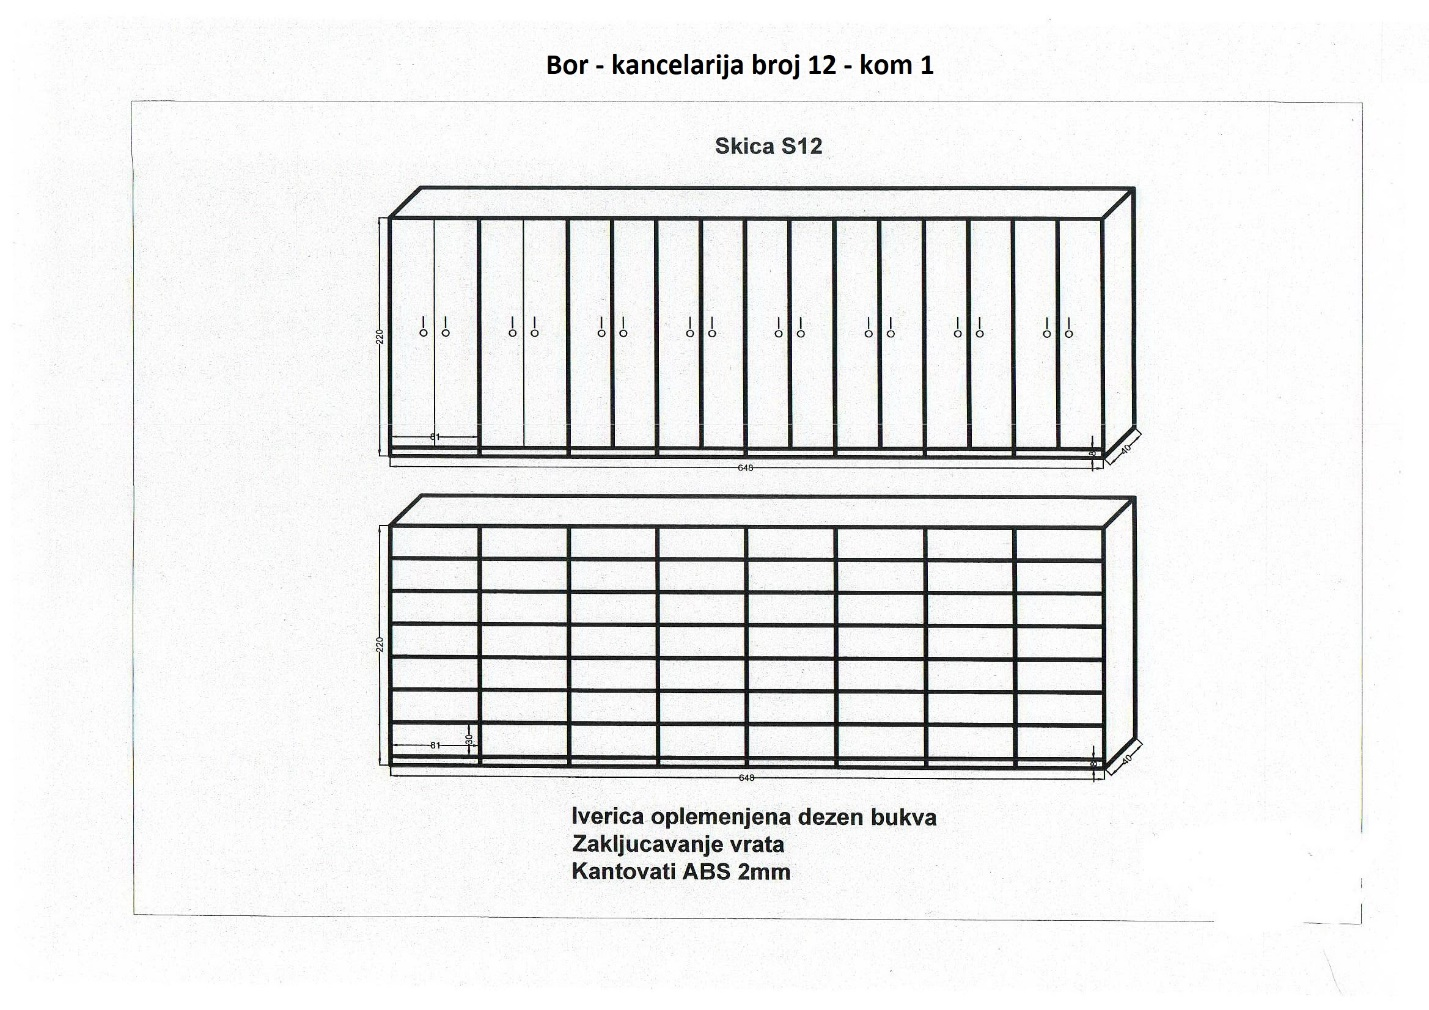 Bor - kancelarija broj 12 - kom 1
Skica S12
220
81
8
40
648
220
81
30
8
40
648
Iverica oplemenjena dezen bukva
Zakljucavanje vrata
Kantovati ABS 2mm